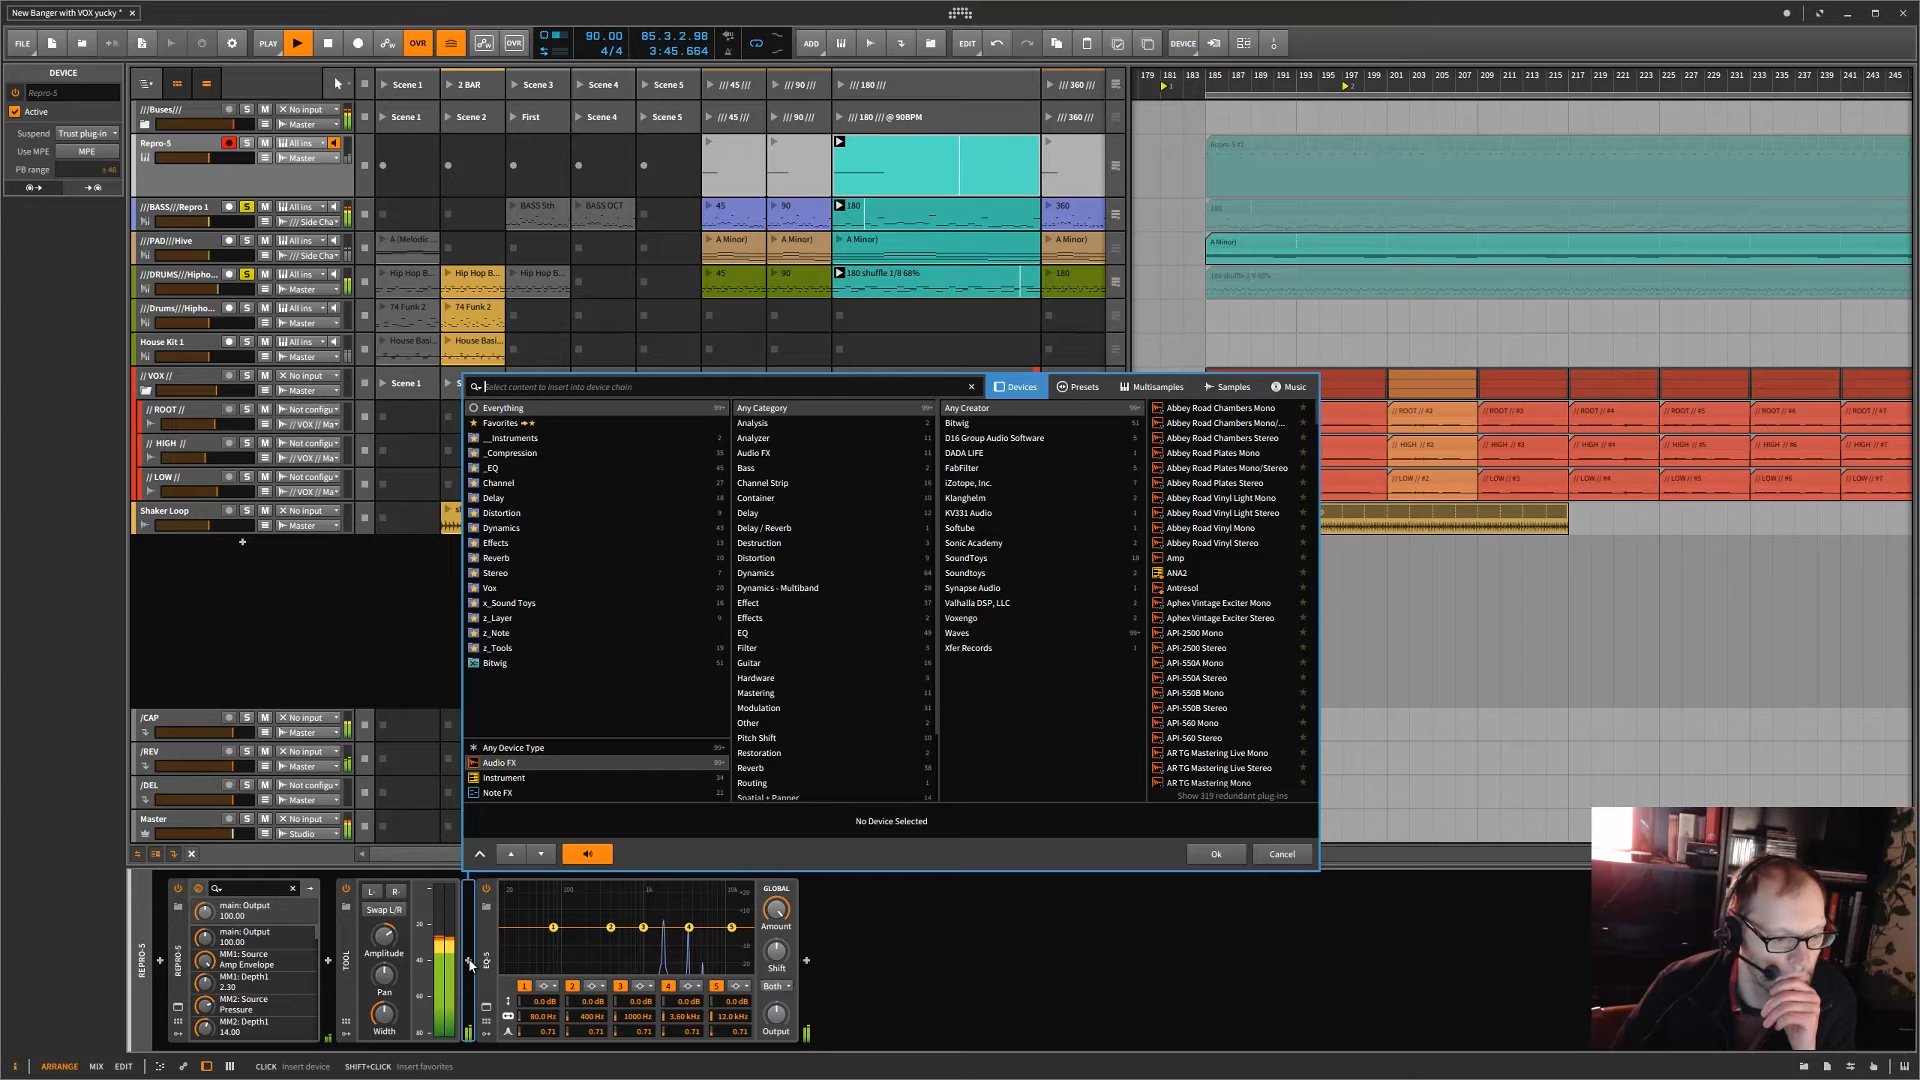 New Banger with VOX yucky * ×
FILE PLAY OVR OVR 90.00 85.3.2.98
4/4 3:45.664
ADD EDIT DEVICE
DEVICE
Repro-5
Active
Suspend Trust plug-in
Use MPE MPE
PB range ± 48
Scene 1 2 BAR Scene 3 Scene 4 Scene 5 /// 45/// /// 90/// /// 180 /// /// 360
179 181 183 185 187 189 191 193 195 197 199 201 203 205 207 209 211 213 215 217 219 221 223 225 227 229 231 233 235 237 239 241 243 245
1 2
///Buses/// S M No input
Master
Scene 1 Scene 2 First Scene 4 Scene 5 /// 45 /// /// 90/// /// 180 /// @ 90BPM /// 360 ///
Repro-5 S M All ins
Master
Repro-5 #1
///BASS///Repro 1 S M All ins
/// Side Cha
BASS 5th BASS OCT 45 90 180 360
180
///PAD///Hive S M All ins
/// Side Cha
A (Melodic ... A Minor) A Minor) A Minor) A Minor)
A Minor)
///DRUMS///Hipho... S M All ins
Master
Hip Hop B... Hip Hop B... Hip Hop B... 45 90 180 shuffle 1/8 68% 180
180 shuffle 1/8 68%
///Drums///Hipho... S M All ins
Master
74 Funk 2 74 Funk 2
House Kit 1 S M All ins
Master
House Basi... House Basi...
// VOX // S M No input
Master
Scene 1
// ROOT // S M Not configu
// VOX // Ma
// ROOT // #2 // ROOT // #3 // ROOT // #4 // ROOT // #5 // ROOT // #6 // ROOT // #7
// HIGH // S M Not configu
// VOX // Ma
// HIGH // #2 // HIGH // #3 // HIGH // #4 // HIGH // #5 // HIGH // #6 // HIGH // #7
// LOW // S M Not configu
// VOX // Ma
// LOW // #2 // LOW // #3 // LOW // #4 // LOW // #5 // LOW // #6 // LOW // #7
Shaker Loop S M No input
Master
/CAP S M No input
Master
/REV S M No input
Master
/DEL S M No input
Master
Master S M No input
Studio
Select content to insert into device chain
Devices Presets Multisamples Samples Music
Everything 99+
Favorites
__Instruments 2
_Compression 35
_EQ 45
Channel 27
Delay 18
Distortion 9
Dynamics 43
Effects 13
Reverb 10
Stereo 7
Vox 20
x_Sound Toys 16
z_Layer 9
z_Note
z_Tools 19
Bitwig 51
Any Device Type 99+
Audio FX 99+
Instrument 34
Note FX 21
Any Category 99+
Analysis 2
Analyzer 11
Audio FX 3
Bass 2
Channel Strip 16
Container 10
Delay 17
Delay / Reverb 1
Destruction 3
Distortion 9
Dynamics 64
Dynamics - Multiband 28
Effect 37
Effects 2
EQ 49
Filter 3
Guitar 16
Hardware 3
Mastering 11
Modulation 31
Other 2
Pitch Shift 10
Restoration 2
Reverb 31
Routing 1
Spatial + Panner 14
Any Creator 99+
Bitwig 51
D16 Group Audio Software 1
DADA LIFE 1
FabFilter 5
iZotope, Inc. 7
Klanghelm 2
KV331 Audio 1
Softube 1
Sonic Academy 2
SoundToys 18
Soundtoys 2
Synapse Audio 1
Valhalla DSP, LLC 2
Voxengo 2
Waves 99+
Xfer Records 1
Abbey Road Chambers Mono
Abbey Road Chambers Mono/...
Abbey Road Chambers Stereo
Abbey Road Plates Mono
Abbey Road Plates Mono/Stereo
Abbey Road Plates Stereo
Abbey Road Vinyl Light Mono
Abbey Road Vinyl Light Stereo
Abbey Road Vinyl Mono
Abbey Road Vinyl Stereo
Amp
ANA2
Antresol
Aphex Vintage Exciter Mono
Aphex Vintage Exciter Stereo
API-2500 Mono
API-2500 Stereo
API-550A Mono
API-550A Stereo
API-550B Mono
API-550B Stereo
API-560 Mono
API-560 Stereo
AR TG Mastering Live Mono
AR TG Mastering Live Stereo
AR TG Mastering Mono
Show 319 redundant plug-ins
No Device Selected
Ok Cancel
REPRO-5
REPRO-5
main: Output
100.00
main: Output
100.00
MM1: Source
Amp Envelope
MM1: Depth1
2.30
MM2: Source
Pressure
MM2: Depth1
14.00
TOOL
L- R-
Swap L/R
Amplitude
Pan
Width
20
40
60
80
EQ-5
20 100 1k 10k +20
+10
-10
-20
1 2 3 4 5
1 2 3 4 5
0.0 dB 0.0 dB 0.0 dB 0.0 dB 0.0 dB
80.0 Hz 400 Hz 1000 Hz 3.60 kHz 12.0 kHz
0.71 0.71 0.71 0.71 0.71
GLOBAL
Amount
Shift
Both
Output
i ARRANGE MIX EDIT CLICK Insert device SHIFT+CLICK Insert favorites